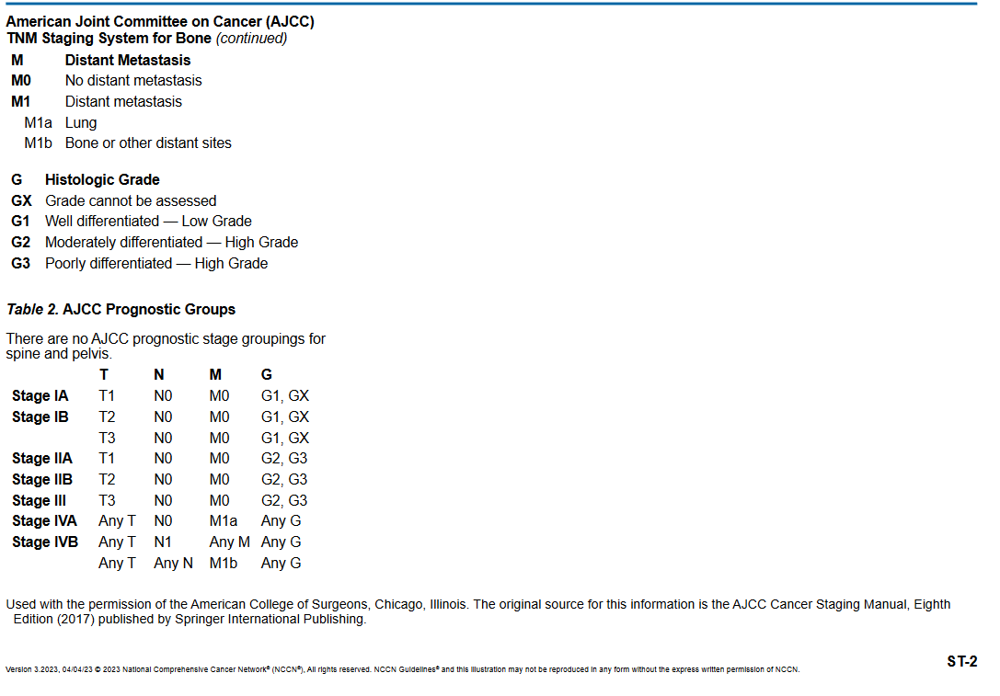 American Joint Committee on Cancer (AJCC)
TNM Staging System for Bone (continued)
M Distant Metastasis
M0 No distant metastasis
M1 Distant metastasis
M1a Lung
M1b Bone or other distant sites
G Histologic Grade
GX Grade cannot be assessed
G1 Well differentiated — Low Grade
G2 Moderately differentiated — High Grade
G3 Poorly differentiated — High Grade
Table 2. AJCC Prognostic Groups
There are no AJCC prognostic stage groupings for
spine and pelvis.
T N M G
Stage IA T1 N0 M0 G1, GX
Stage IB T2 N0 M0 G1, GX
T3 N0 M0 G1, GX
Stage IIA T1 N0 M0 G2, G3
Stage IIB T2 N0 M0 G2, G3
Stage III T3 N0 M0 G2, G3
Stage IVA Any T N0 M1a Any G
Stage IVB Any T N1 Any M Any G
Any T Any N M1b Any G
Used with the permission of the American College of Surgeons, Chicago, Illinois. The original source for this information is the AJCC Cancer Staging Manual, Eighth
Edition (2017) published by Springer International Publishing.
ST-2
Version 3.2023, 04/04/23 © 2023 National Comprehensive Cancer Network® (NCCN®), All rights reserved. NCCN Guidelines® and this illustration may not be reproduced in any form without the express written permission of NCCN.